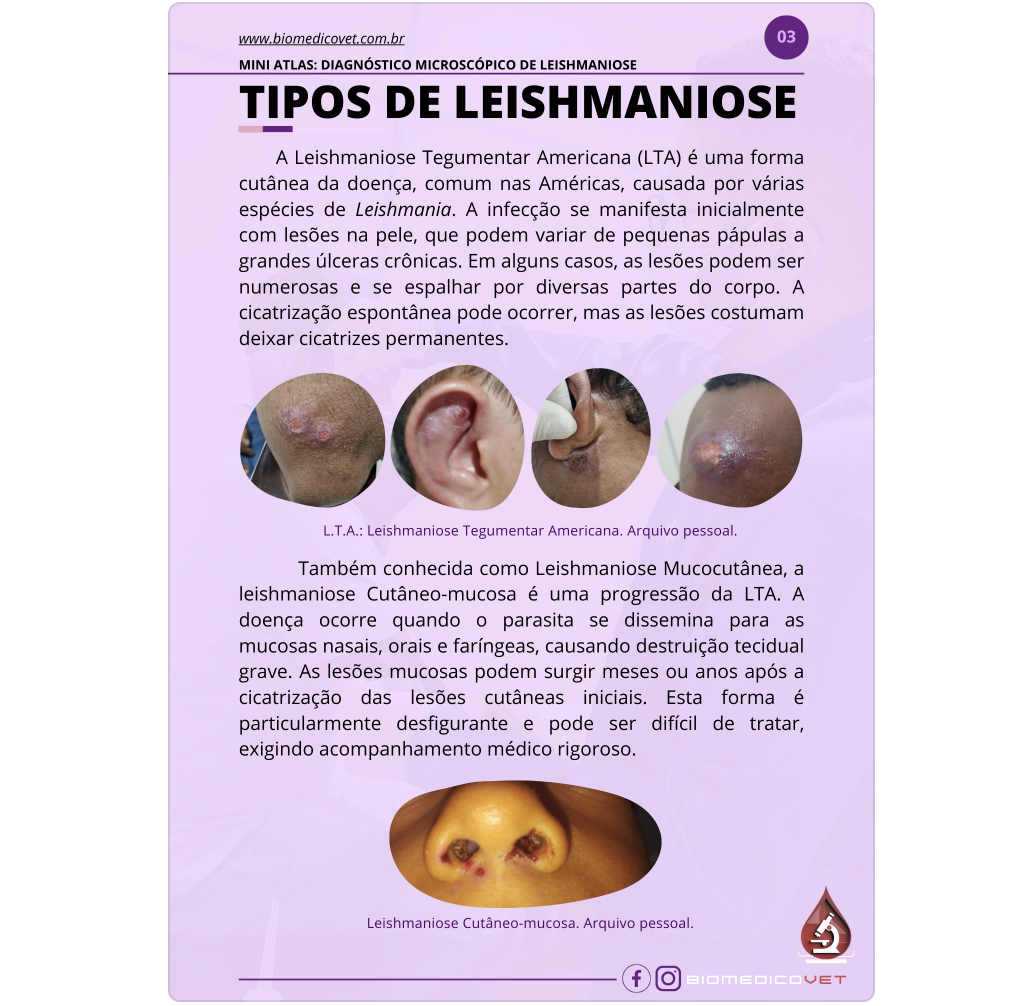 www.biomedicovet.com.br
03
MINI ATLAS: DIAGNÓSTICO MICROSCÓPICO DE LEISHMANIOSE
TIPOS DE LEISHMANIOSE
A Leishmaniose Tegumentar Americana (LTA) é uma forma
cutânea da doença, comum nas Américas, causada por várias
espécies de Leishmania. A infecção se manifesta inicialmente
com lesões na pele, que podem variar de pequenas pápulas a
grandes úlceras crônicas. Em alguns casos, as lesões podem ser
numerosas e se espalhar por diversas partes do corpo. A
cicatrização espontânea pode ocorrer, mas as lesões costumam
deixar cicatrizes permanentes.
L.T.A.: Leishmaniose Tegumentar Americana. Arquivo pessoal.
Também conhecida como Leishmaniose Mucocutânea, a
leishmaniose Cutâneo-mucosa é uma progressão da LTA. A
doença ocorre quando o parasita se dissemina para as
mucosas nasais, orais e faríngeas, causando destruição tecidual
grave. As lesões mucosas podem surgir meses ou anos após a
cicatrização das lesões cutâneas iniciais. Esta forma é
particularmente desfigurante e pode ser difícil de tratar,
exigindo acompanhamento médico rigoroso.
Leishmaniose Cutâneo-mucosa. Arquivo pessoal.
BIOMEDICOVET